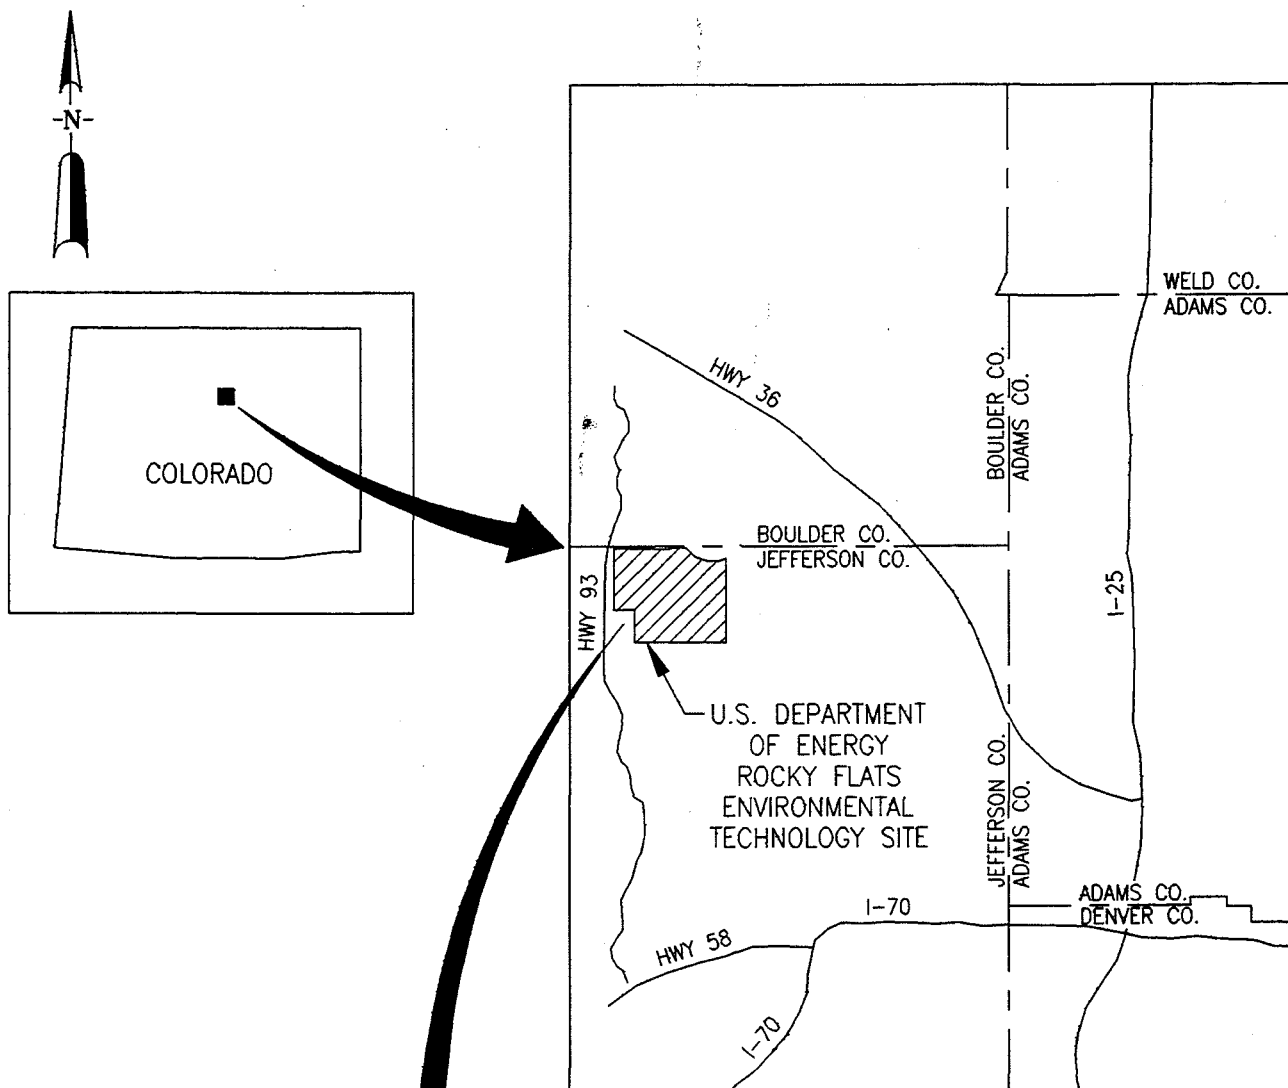 -N-
WELD CO.
ADAMS CO.
HWY 36
BOULDER CO.
ADAMS CO.
COLORADO
BOULDER CO.
JEFFERSON CO.
HWY 93
I-25
U.S. DEPARTMENT
OF ENERGY
ROCKY FLATS
ENVIRONMENTAL
TECHNOLOGY SITE
JEFFERSON CO.
ADAMS CO.
ADAMS CO.
DENVER CO.
I-70
HWY 58
I-70